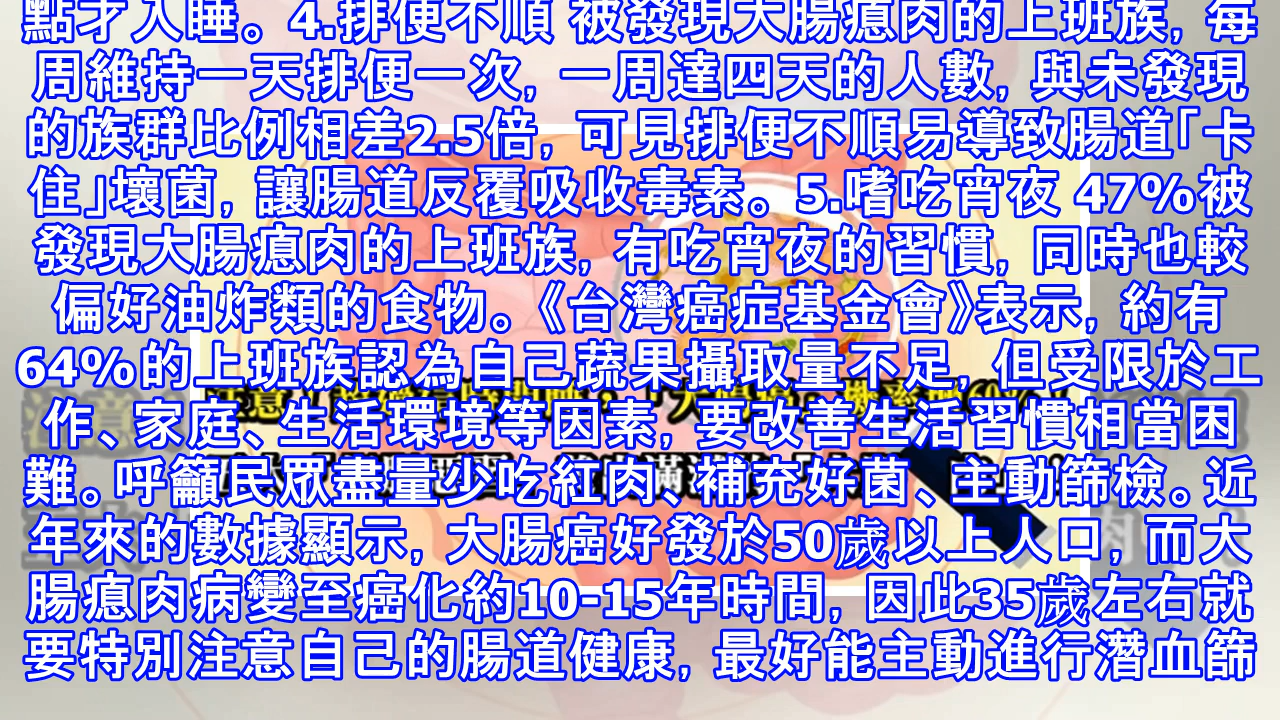 點才入睡。4.排便不順 被發現大腸瘜肉的上班族, 每
周維持一天排便一次, 一周達四天的人數, 與未發現
的族群比例相差2.5倍, 可見排便不順易導致腸道「卡
住」壞菌, 讓腸道反覆吸收毒素。5.嗜吃宵夜 47%被
發現大腸瘜肉的上班族, 有吃宵夜的習慣, 同時也較
偏好油炸類的食物。《台灣癌症基金會》表示, 約有
64%的上班族認為自己蔬果攝取量不足, 但受限於工
作、家庭、生活環境等因素, 要改善生活習慣相當困
難。呼籲民眾盡量少吃紅肉、補充好菌、主動篩檢。近
年來的數據顯示, 大腸癌好發於50歲以上人口, 而大
腸瘜肉病變至癌化約10-15年時間, 因此35歲左右就
要特別注意自己的腸道健康, 最好能主動進行潛血篩